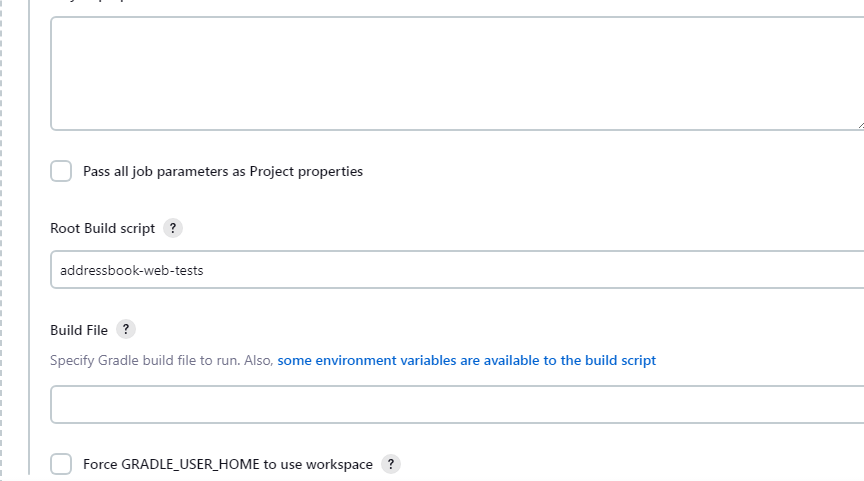 Pass all job parameters as Project properties
Root Build script ?
addressbook-web-tests
Build File ?
Specify Gradle build file to run. Also, some environment variables are available to the build script
Force GRADLE_USER_HOME to use workspace ?